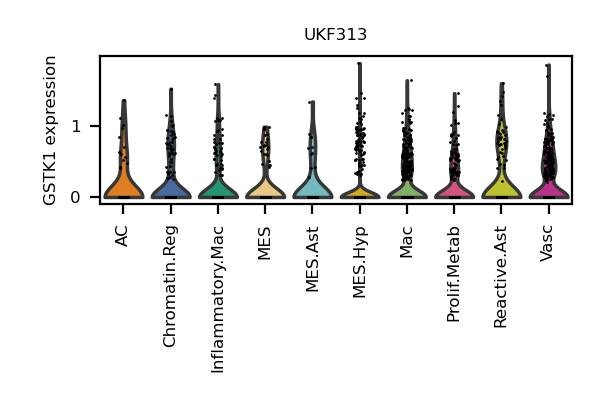 UKF313
GSTK1 expression
1
0
AC
Chromatin.Reg
Inflammatory.Mac
MES
MES.Ast
MES.Hyp
Mac
Prolif.Metab
Reactive.Ast
Vasc